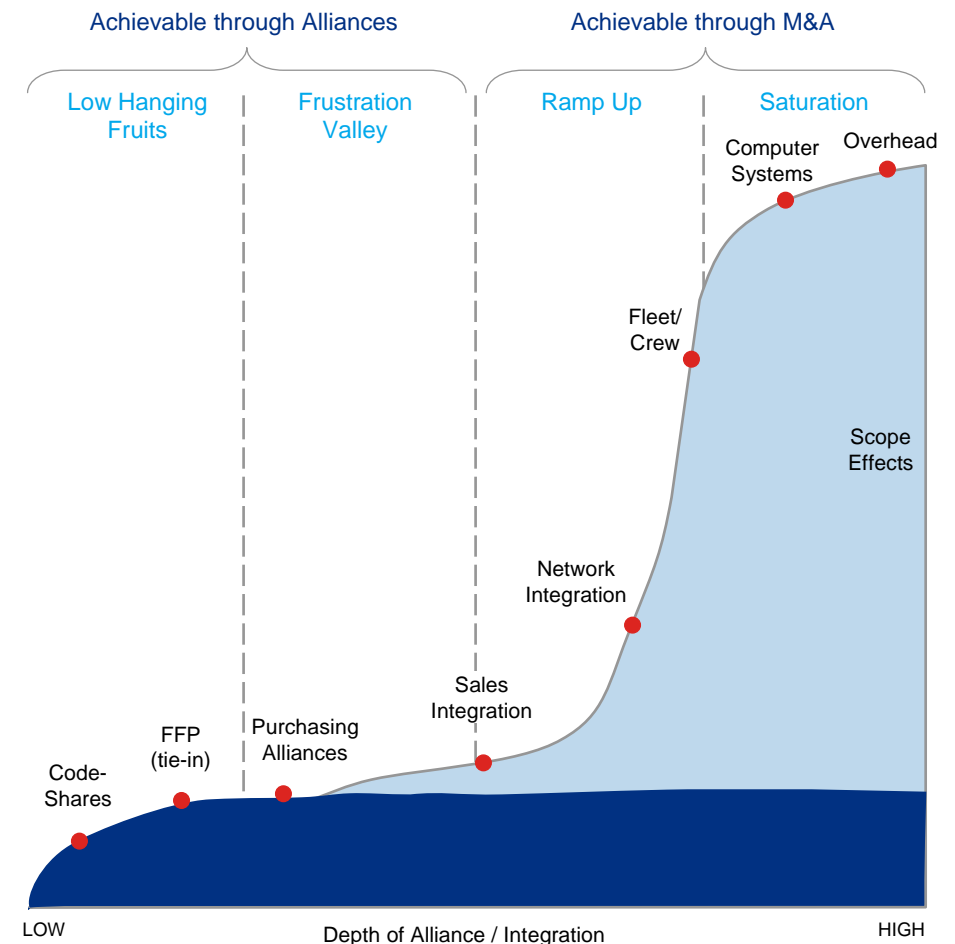 Achievable through Alliances
Achievable through M&A
Low Hanging
Fruits
Frustration
Valley
Ramp Up
Saturation
Computer
Systems
Overhead
Fleet/
Crew
Scope
Effects
Network
Integration
Sales
Integration
Purchasing
Alliances
FFP
(tie-in)
Code-
Shares
LOW
Depth of Alliance / Integration
HIGH